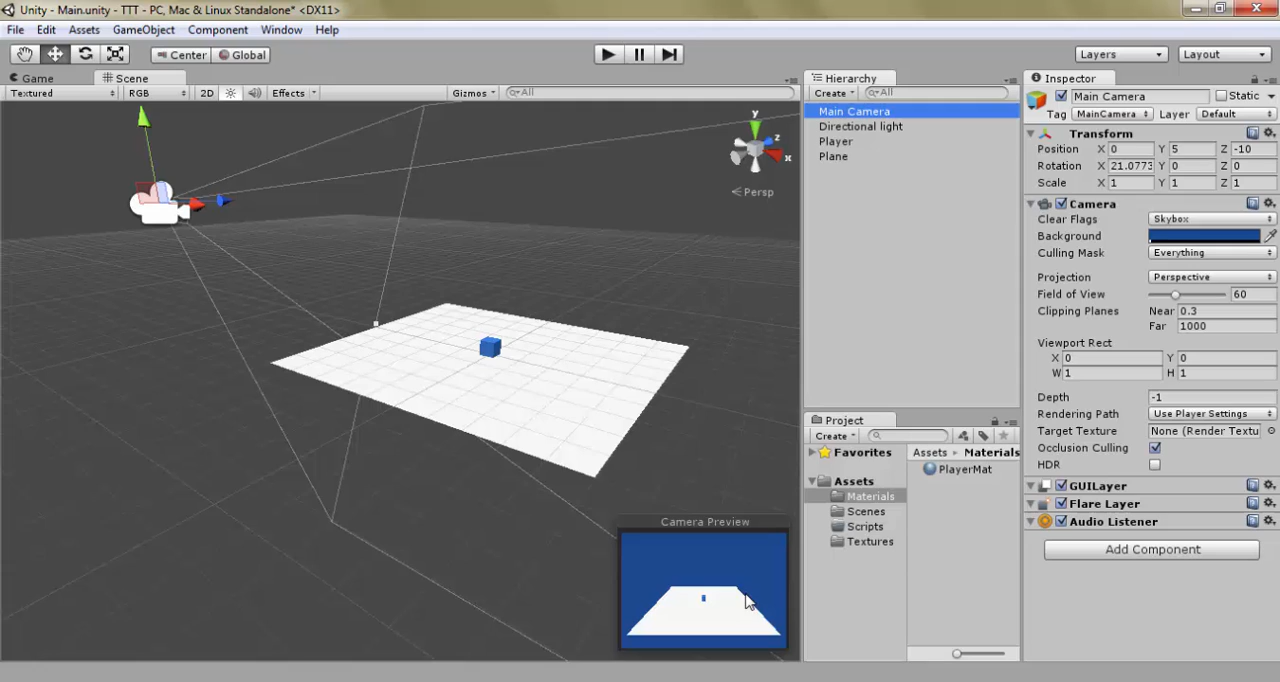 Unity - Main.unity - TTT - PC, Mac & Linux Standalone* <DX11>
File Edit Assets GameObject Component Window Help
Center Global Layers Layout
Game Scene
Textured RGB 2D Effects Gizmos All
y
z
x
Persp
Camera Preview
Hierarchy
Create All
Main Camera
Directional light
Player
Plane
Project
Create
Favorites
Assets
Materials
Scenes
Scripts
Textures
Assets Materials
PlayerMat
Inspector
Main Camera Static
Tag MainCamera Layer Default
Transform
Position X 0 Y 5 Z -10
Rotation X 21.0773 Y 0 Z 0
Scale X 1 Y 1 Z 1
Camera
Clear Flags Skybox
Background
Culling Mask Everything
Projection Perspective
Field of View 60
Clipping Planes Near 0.3
Far 1000
Viewport Rect
X 0 Y 0
W 1 H 1
Depth -1
Rendering Path Use Player Settings
Target Texture None (Render Textu
Occlusion Culling
HDR
GUILayer
Flare Layer
Audio Listener
Add Component